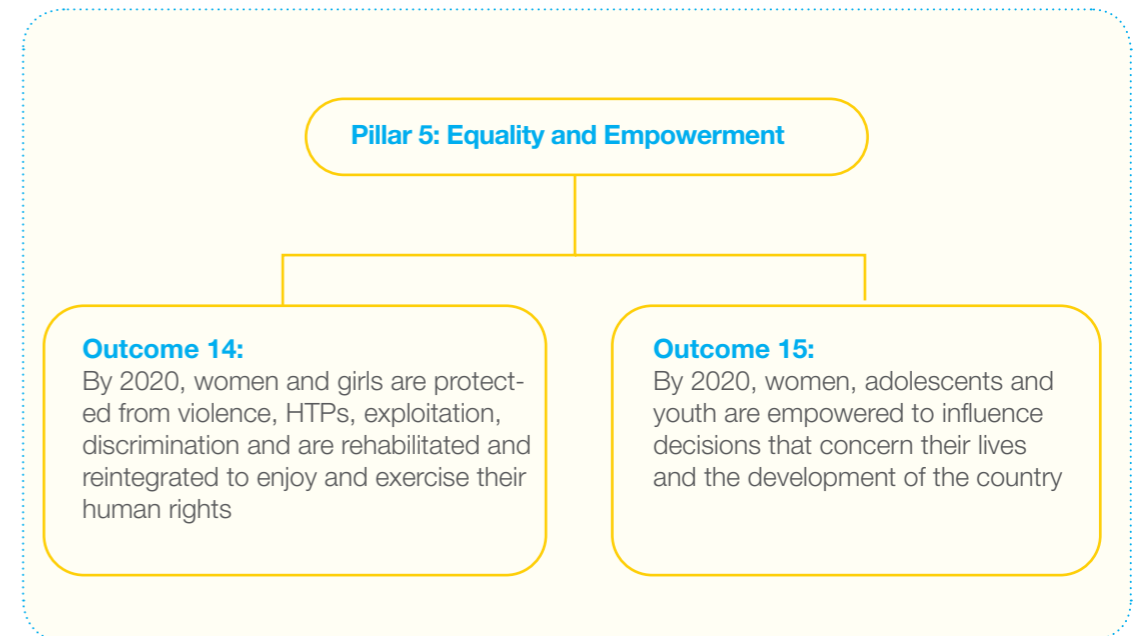 Pillar 5: Equality and Empowerment
Outcome 14:
By 2020, women and girls are protect-
ed from violence, HTPs, exploitation,
discrimination and are rehabilitated and
reintegrated to enjoy and exercise their
human rights
Outcome 15:
By 2020, women, adolescents and
youth are empowered to influence
decisions that concern their lives
and the development of the country